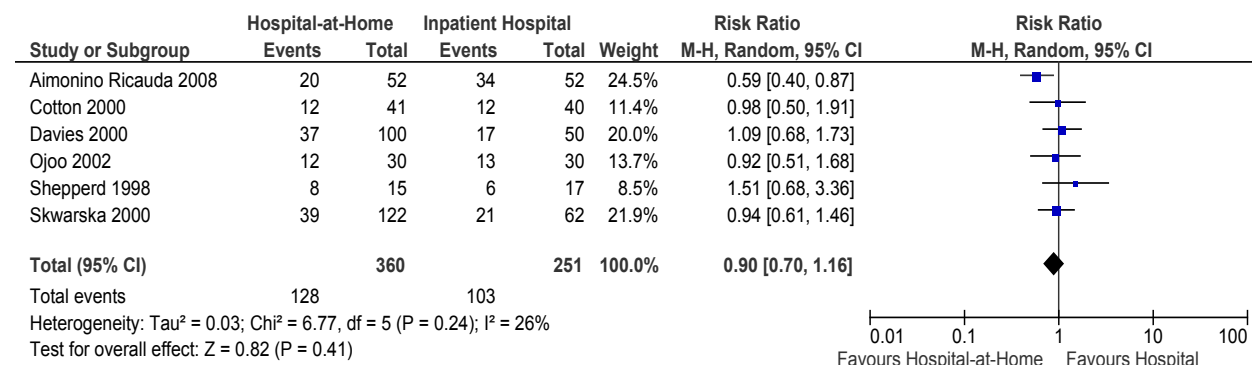 Hospital-at-Home Inpatient Hospital Risk Ratio Risk Ratio
Study or Subgroup Events Total Events Total Weight M-H, Random, 95% CI M-H, Random, 95% CI
Aimonino Ricauda 2008 20 52 34 52 24.5% 0.59 [0.40, 0.87]
Cotton 2000 12 41 12 40 11.4% 0.98 [0.50, 1.91]
Davies 2000 37 100 17 50 20.0% 1.09 [0.68, 1.73]
Ojoo 2002 12 30 13 30 13.7% 0.92 [0.51, 1.68]
Shepperd 1998 8 15 6 17 8.5% 1.51 [0.68, 3.36]
Skwarska 2000 39 122 21 62 21.9% 0.94 [0.61, 1.46]
Total (95% CI) 360 251 100.0% 0.90 [0.70, 1.16]
Total events 128 103
Heterogeneity: Tau² = 0.03; Chi² = 6.77, df = 5 (P = 0.24); I² = 26%
Test for overall effect: Z = 0.82 (P = 0.41)
0.01 0.1 1 10 100
Favours Hospital-at-Home Favours Hospital